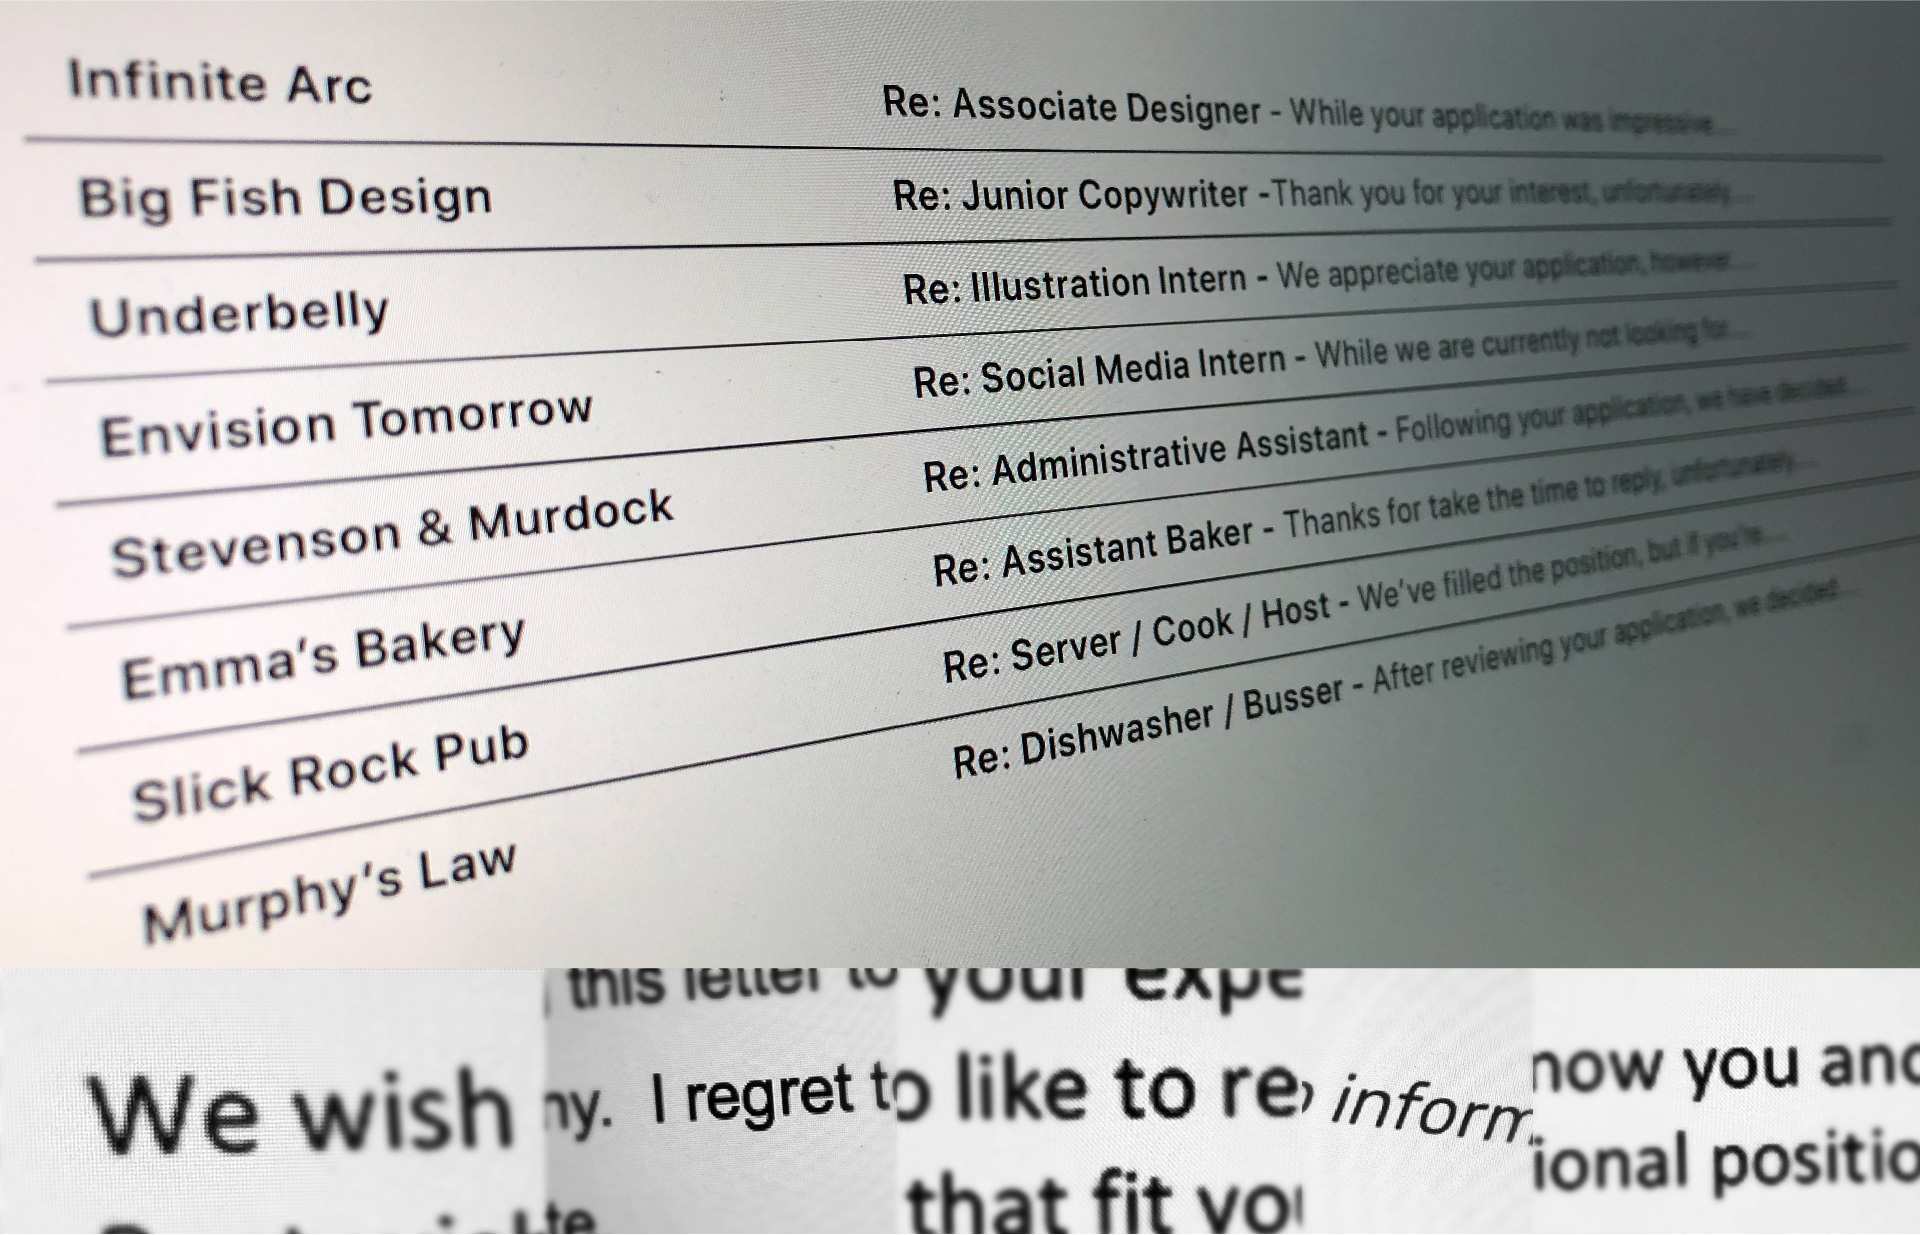 Infinite Arc Re: Associate Designer - While your application was impressive...
Big Fish Design Re: Junior Copywriter -Thank you for your interest, unfortunately...
Underbelly Re: Illustration Intern - We appreciate your application, however...
Envision Tomorrow Re: Social Media Intern - While we are currently not looking for...
Stevenson & Murdock Re: Administrative Assistant - Following your application, we have decided...
Emma's Bakery Re: Assistant Baker - Thanks for take the time to reply, unfortunately...
Slick Rock Pub Re: Server / Cook / Host - We've filled the position, but if you're...
Murphy's Law Re: Dishwasher / Busser - After reviewing your application, we decided...
We wish
this letter to
ny. I regret to
te
your expe
like to re
that fit you
inform
now you and
ional positio